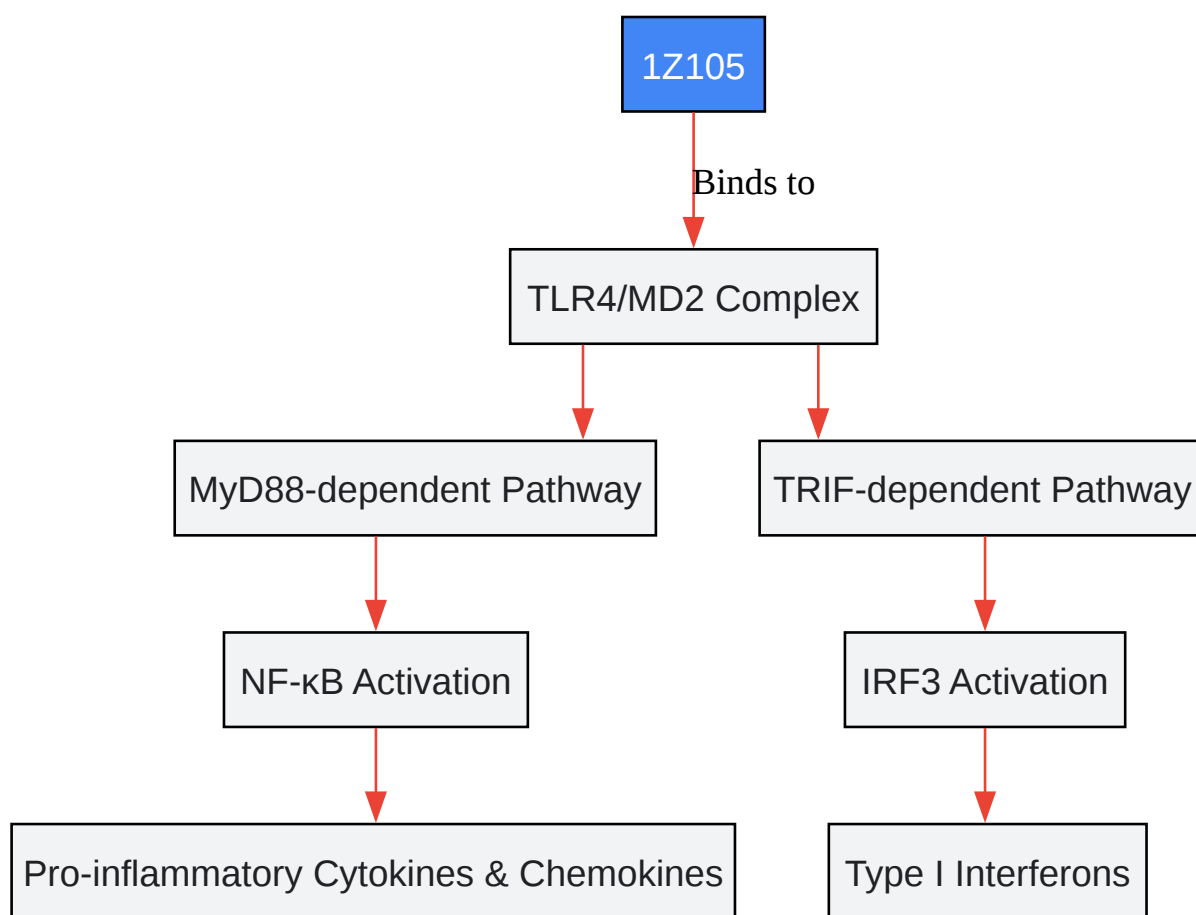 1Z105
Binds to
TLR4/MD2 Complex
MyD88-dependent Pathway
TRIF-dependent Pathway
NF-κB Activation
IRF3 Activation
Pro-inflammatory Cytokines & Chemokines
Type I Interferons